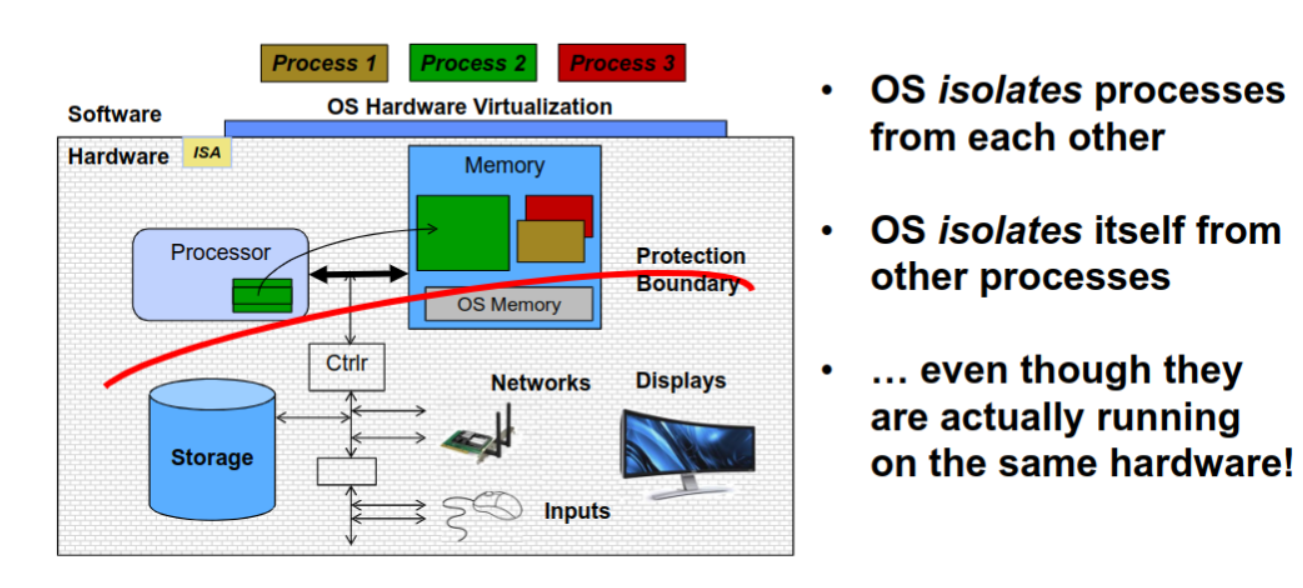 Process 1
Process 2
Process 3
OS Hardware Virtualization
Software
Hardware
ISA
Memory
Processor
Protection
Boundary
OS Memory
Ctrlr
Networks
Displays
Storage
Inputs
• OS isolates processes
from each other
• OS isolates itself from
other processes
• … even though they
are actually running
on the same hardware!